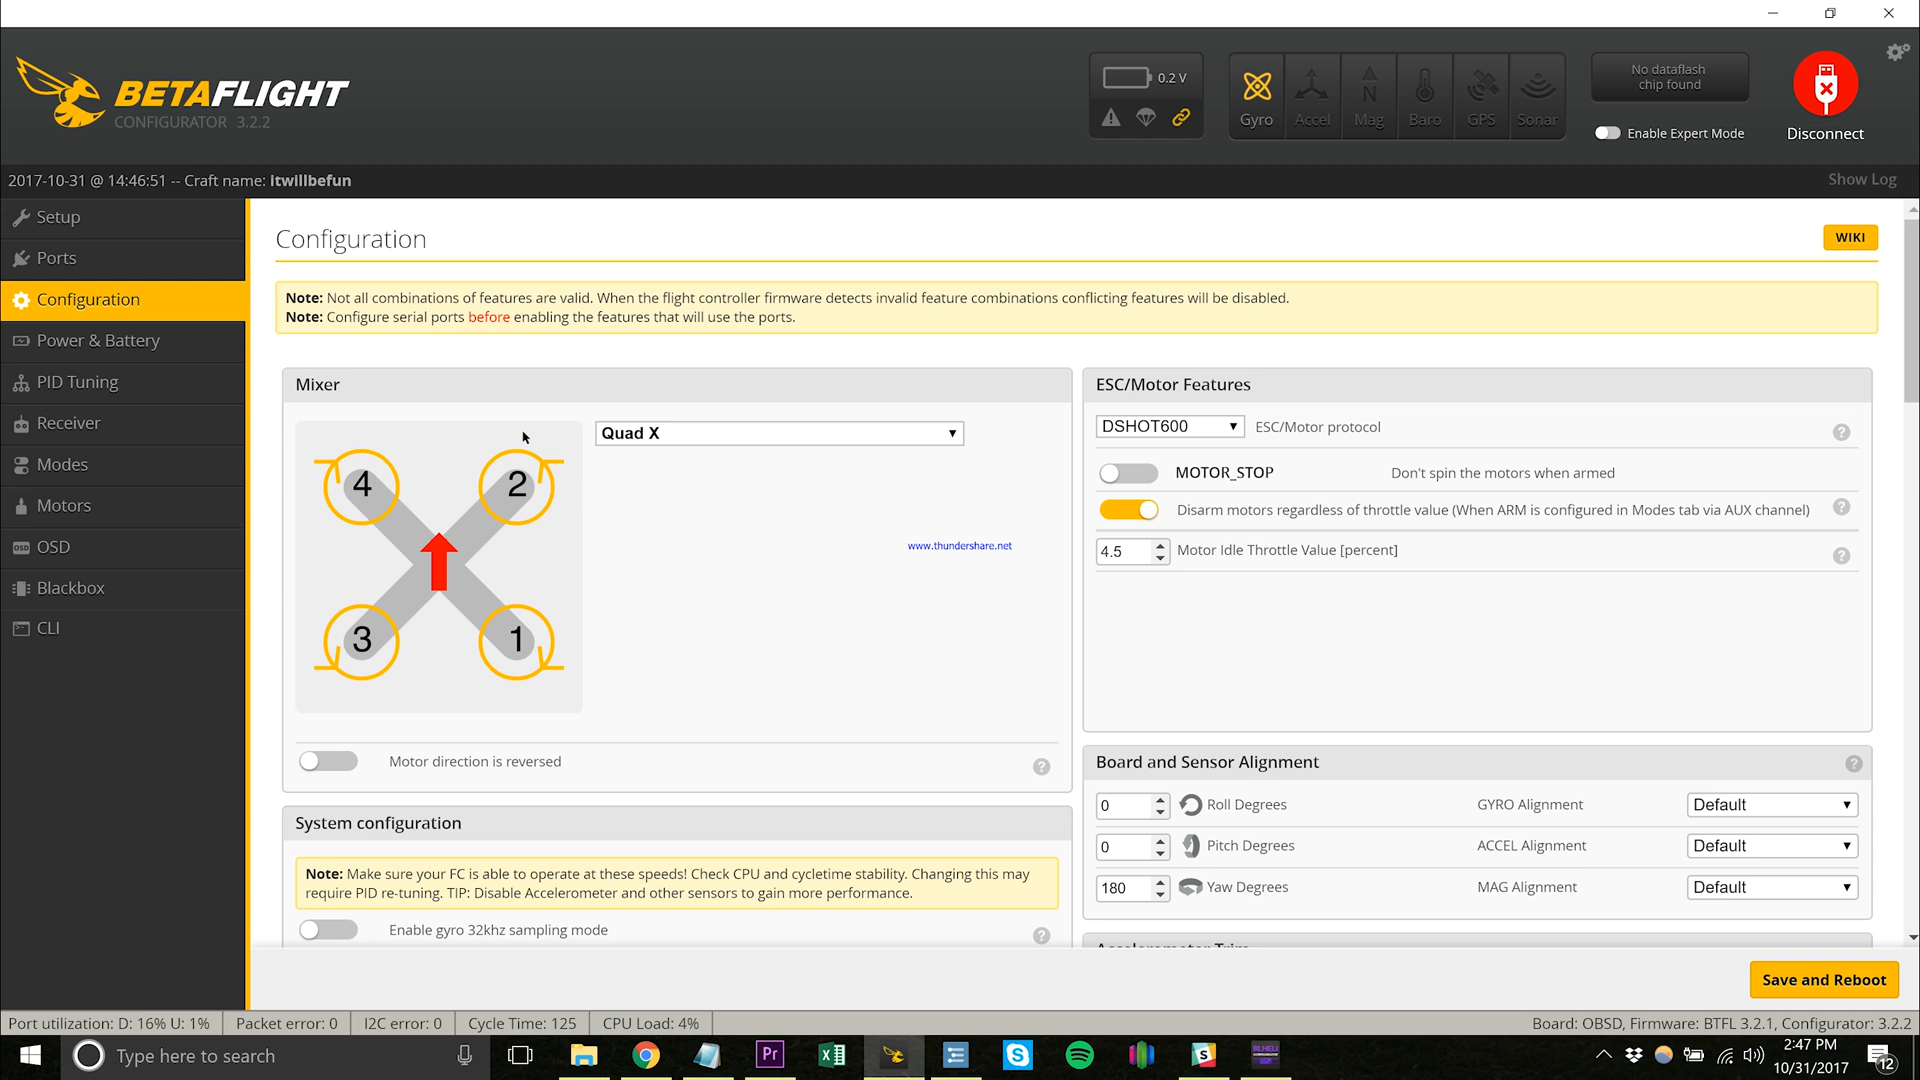 BETAFLIGHT
CONFIGURATOR 3.2.2
0.2 V
Gyro
Accel
Mag
Baro
GPS
Sonar
No dataflash
chip found
Enable Expert Mode
Disconnect
2017-10-31 @ 14:46:51 -- Craft name: itwillbefun
Show Log
Setup
Ports
Configuration
Power & Battery
PID Tuning
Receiver
Modes
Motors
OSD
Blackbox
CLI
Configuration
WIKI
Note: Not all combinations of features are valid. When the flight controller firmware detects invalid feature combinations conflicting features will be disabled.
Note: Configure serial ports before enabling the features that will use the ports.
Mixer
Quad X
4
2
3
1
Motor direction is reversed
ESC/Motor Features
DSHOT600
ESC/Motor protocol
MOTOR_STOP
Don't spin the motors when armed
Disarm motors regardless of throttle value (When ARM is configured in Modes tab via AUX channel)
4.5
Motor Idle Throttle Value [percent]
www.thundershare.net
Board and Sensor Alignment
0
Roll Degrees
GYRO Alignment
Default
0
Pitch Degrees
ACCEL Alignment
Default
180
Yaw Degrees
MAG Alignment
Default
System configuration
Note: Make sure your FC is able to operate at these speeds! Check CPU and cycletime stability. Changing this may
require PID re-tuning. TIP: Disable Accelerometer and other sensors to gain more performance.
Enable gyro 32khz sampling mode
Accelerometer Trim
Save and Reboot
Port utilization: D: 16% U: 1%
Packet error: 0
I2C error: 0
Cycle Time: 125
CPU Load: 4%
Board: OBSD, Firmware: BTFL 3.2.1, Configurator: 3.2.2
Type here to search
Pr
2:47 PM
10/31/2017
12